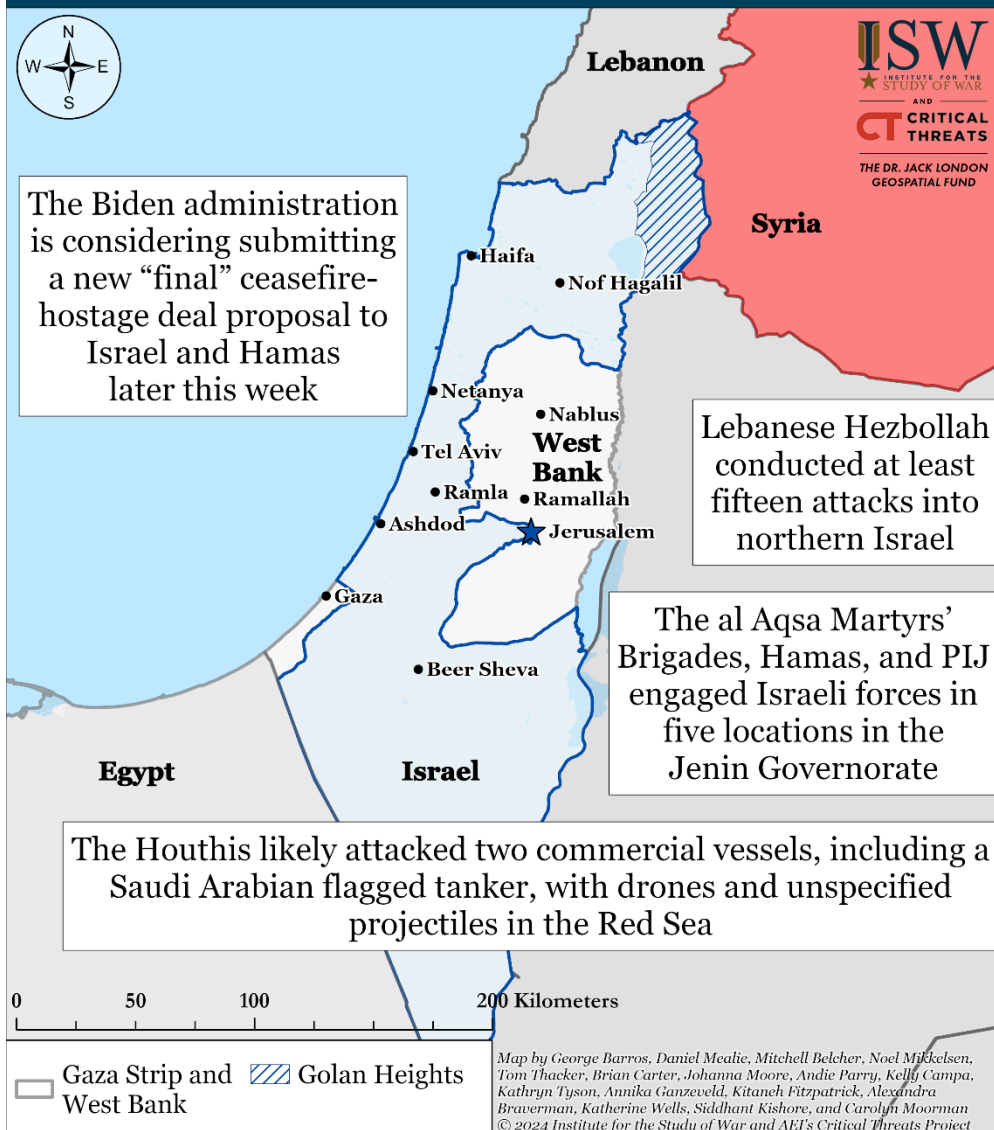 N
W
E
S
Lebanon
ISW
INSTITUTE FOR THE
STUDY OF WAR
AND
CT CRITICAL
THREATS
THE DR. JACK LONDON
GEOSPATIAL FUND
The Biden administration
is considering submitting
a new “final” ceasefire-
hostage deal proposal to
Israel and Hamas
later this week
Syria
Haifa
Nof Hagalil
Netanya
Nablus
West
Bank
Tel Aviv
Ramla
Ramallah
Ashdod
Jerusalem
Lebanese Hezbollah
conducted at least
fifteen attacks into
northern Israel
Gaza
Beer Sheva
The al Aqsa Martyrs’
Brigades, Hamas, and PIJ
engaged Israeli forces in
five locations in the
Jenin Governorate
Egypt
Israel
The Houthis likely attacked two commercial vessels, including a
Saudi Arabian flagged tanker, with drones and unspecified
projectiles in the Red Sea
0 50 100 200 Kilometers
Gaza Strip and
West Bank
Golan Heights
Map by George Barros, Daniel Mealie, Mitchell Belcher, Noel Mikkelsen,
Tom Thacker, Brian Carter, Johanna Moore, Andie Parry, Kelly Campa,
Kathryn Tyson, Annika Ganzeveld, Kitaneh Fitzpatrick, Alexandra
Braverman, Katherine Wells, Siddhant Kishore, and Carolyn Moorman
© 2024 Institute for the Study of War and AEI's Critical Threats Project